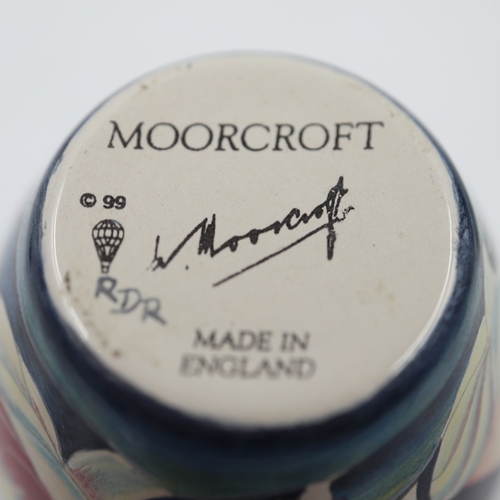 MOORCROFT
© 99
W. Moorcroft
RDR
MADE IN
ENGLAND